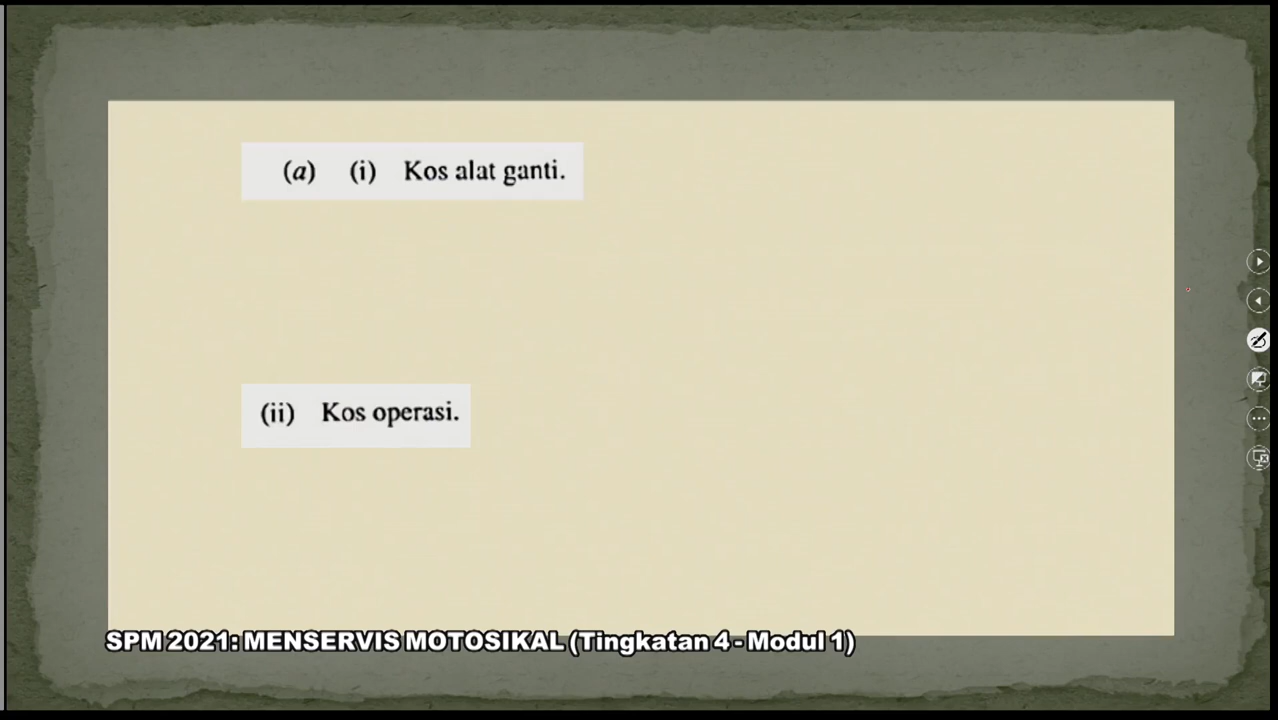 (a) (i) Kos alat ganti.
(ii) Kos operasi.
SPM 2021: MENSERVIS MOTOSIKAL (Tingkatan 4 - Modul 1)